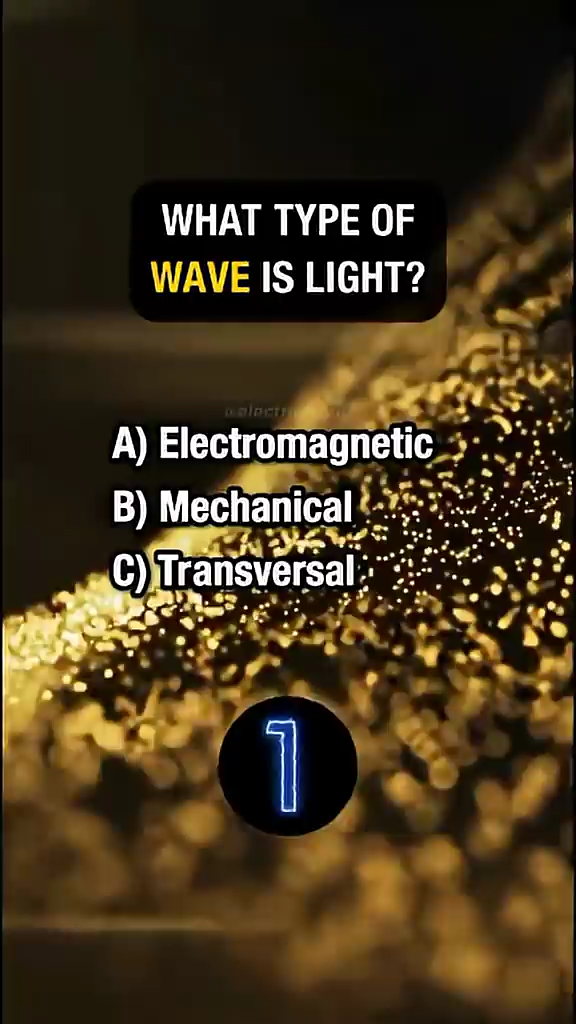 WHAT TYPE OF
WAVE IS LIGHT?
A) Electromagnetic
B) Mechanical
C) Transversal
1